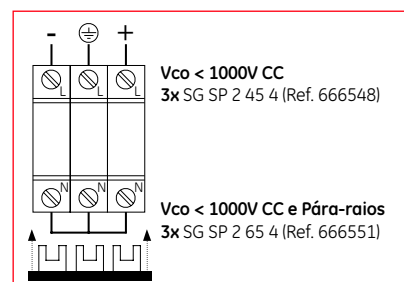 - +
L L L
Vco < 1000V CC
3x SG SP 2 45 4 (Ref. 666548)
N N N
Vco < 1000V CC e Pára-raios
3x SG SP 2 65 4 (Ref. 666551)